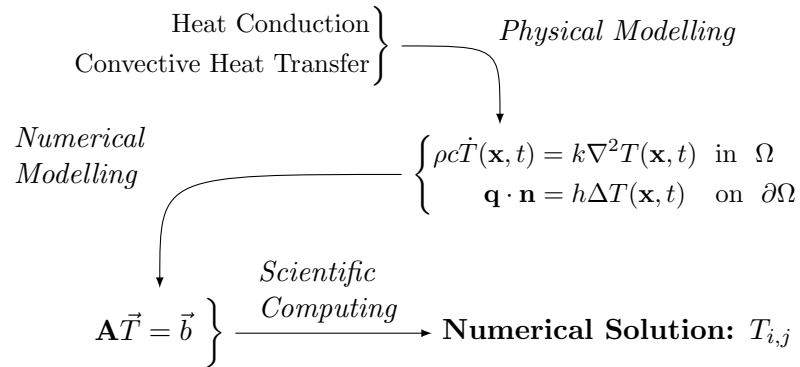 Heat Conduction
Convective Heat Transfer
Physical Modelling
Numerical
Modelling
ρcṪ(𝐱, t) = k∇²T(𝐱, t) in Ω
𝐪 · 𝐧 = hΔT(𝐱, t) on ∂Ω
Scientific
Computing
𝐀T⃗ = b⃗
Numerical Solution: T_{i,j}